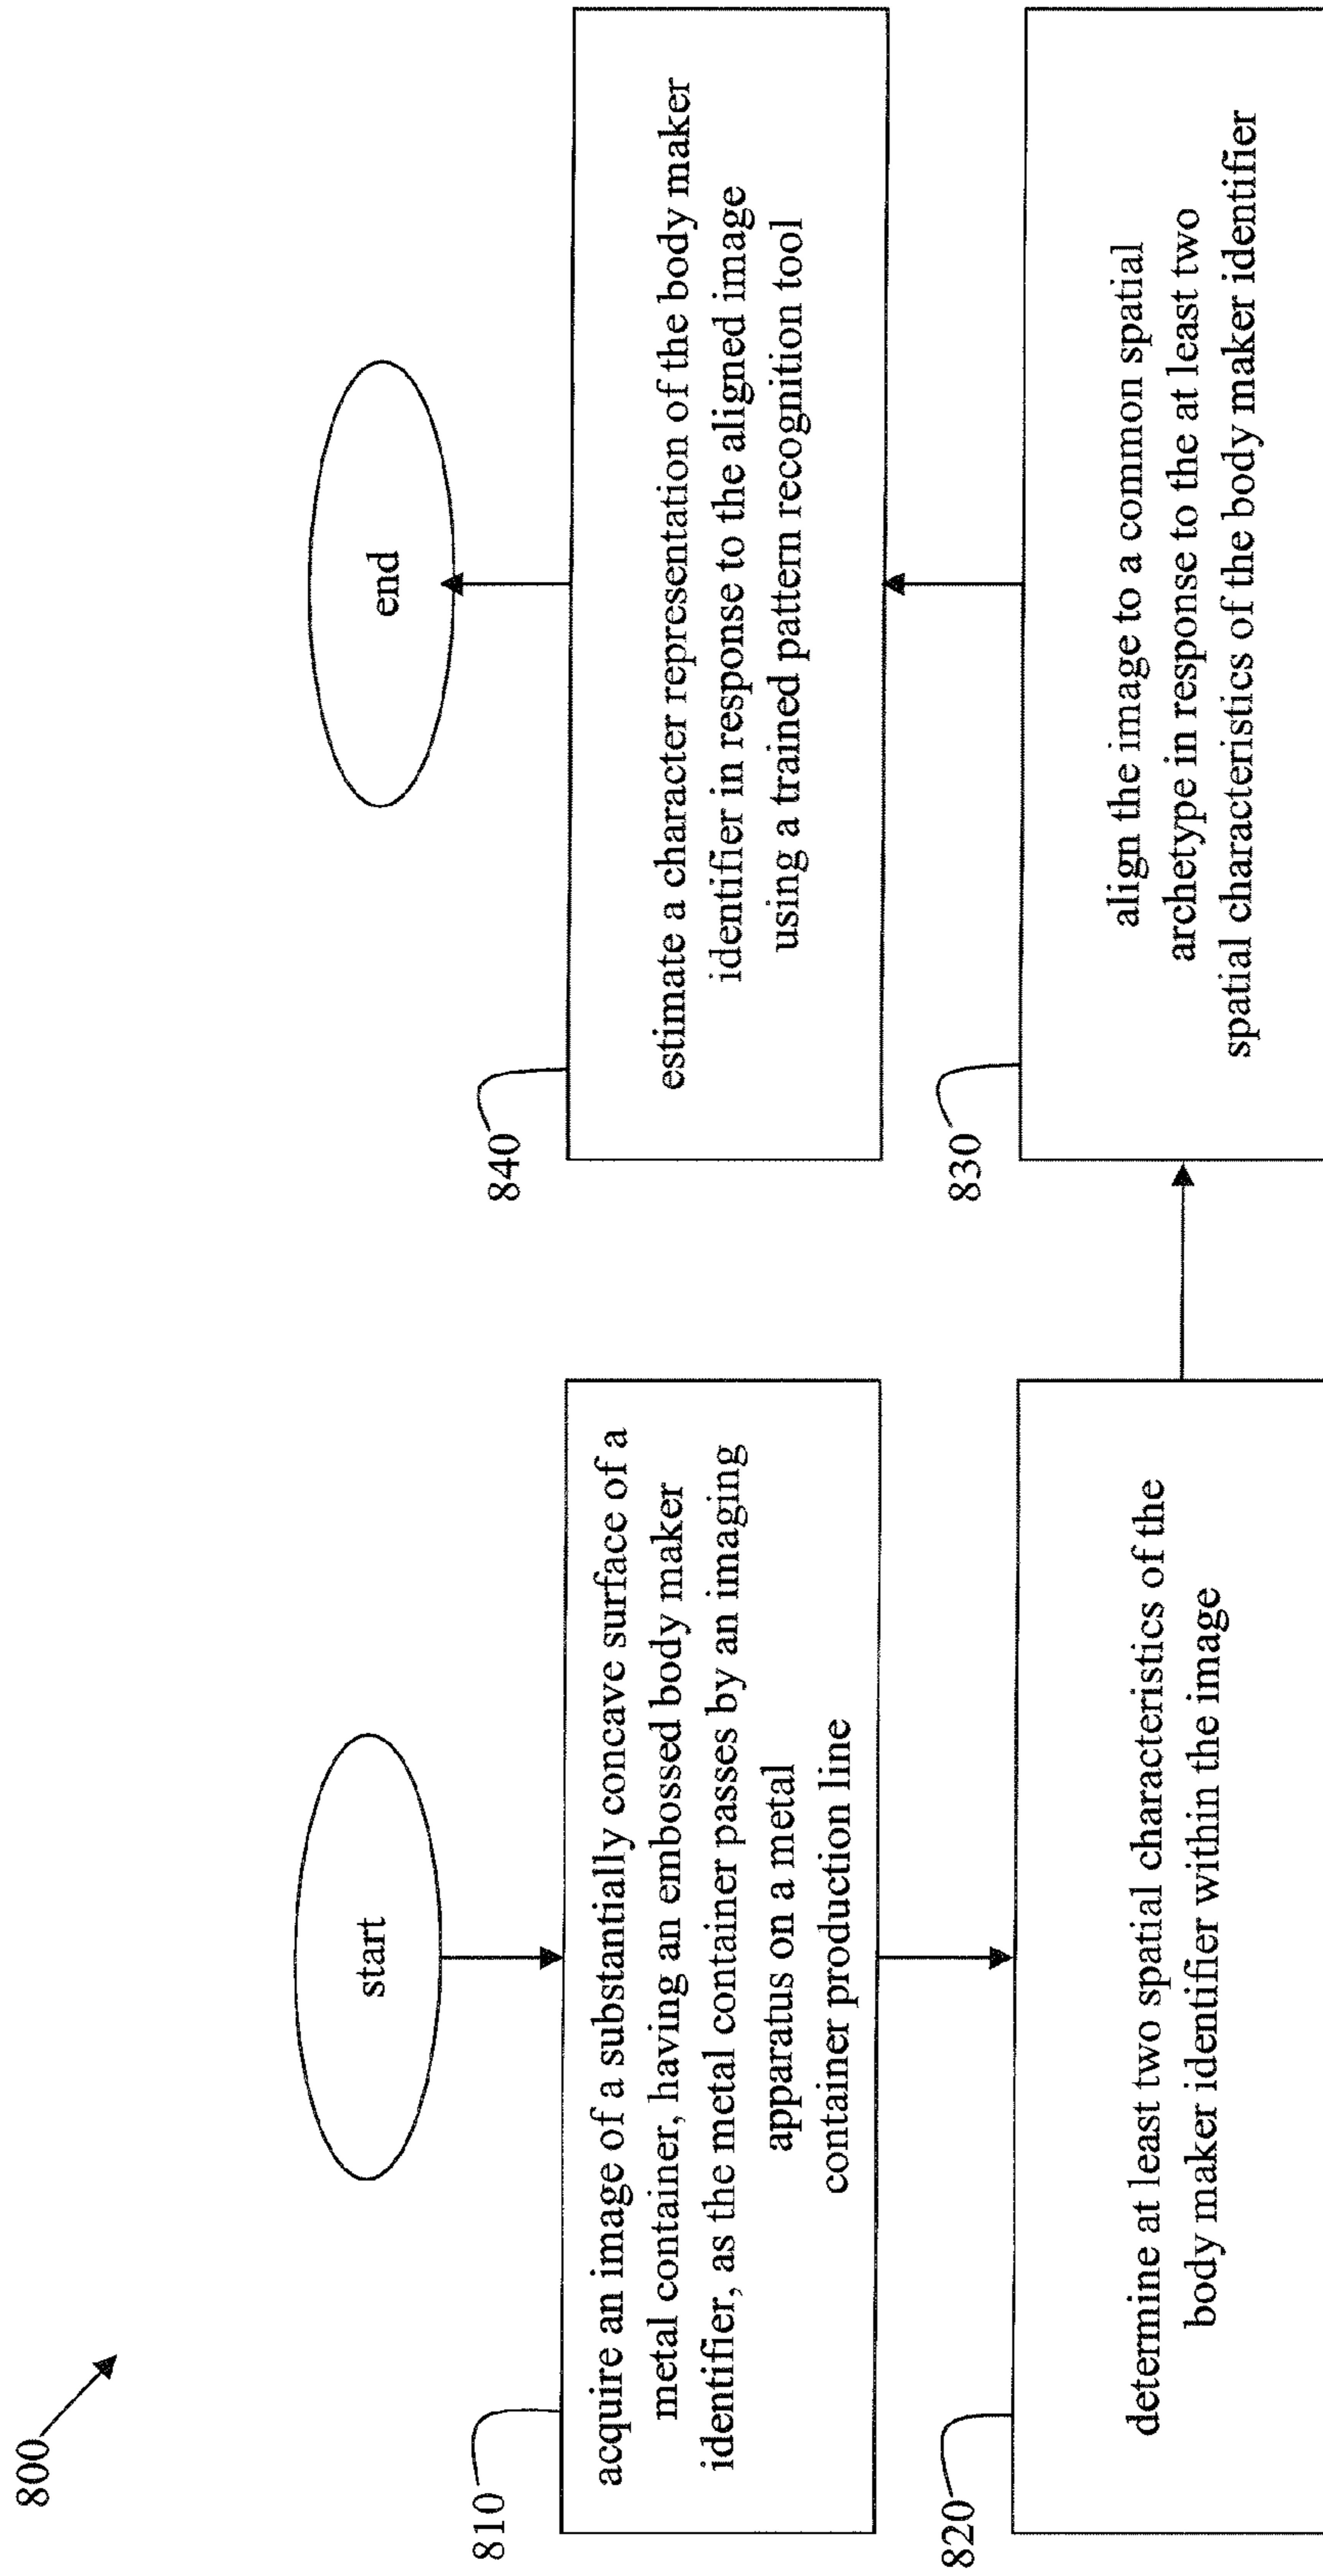 800
start
810
acquire an image of a substantially concave surface of a
metal container, having an embossed body maker
identifier, as the metal container passes by an imaging
apparatus on a metal
container production line
820
determine at least two spatial characteristics of the
body maker identifier within the image
830
align the image to a common spatial
archetype in response to the at least two
spatial characteristics of the body maker identifier
840
estimate a character representation of the body maker
identifier in response to the aligned image
using a trained pattern recognition tool
end